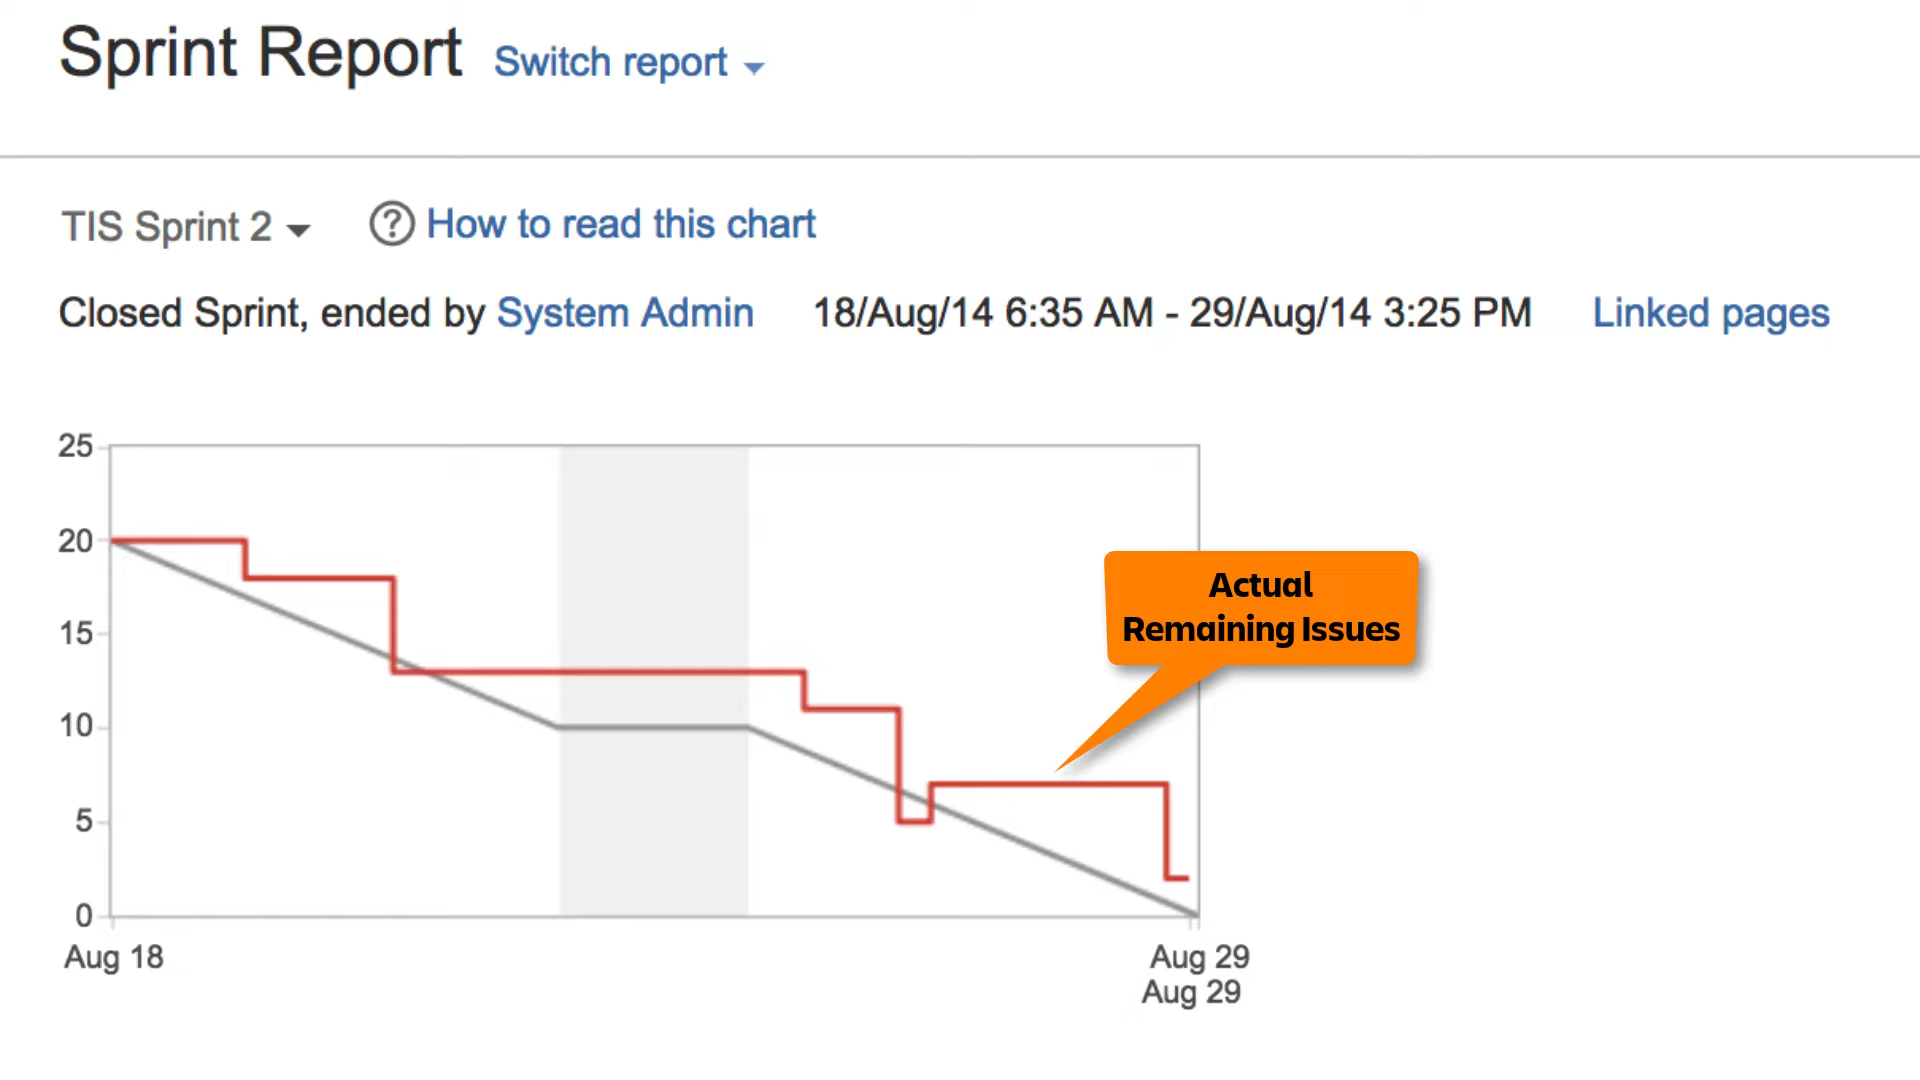 Sprint Report Switch report
TIS Sprint 2 ? How to read this chart
Closed Sprint, ended by System Admin 18/Aug/14 6:35 AM - 29/Aug/14 3:25 PM Linked pages
25
20
15
10
5
0
Actual
Remaining Issues
Aug 18
Aug 29
Aug 29